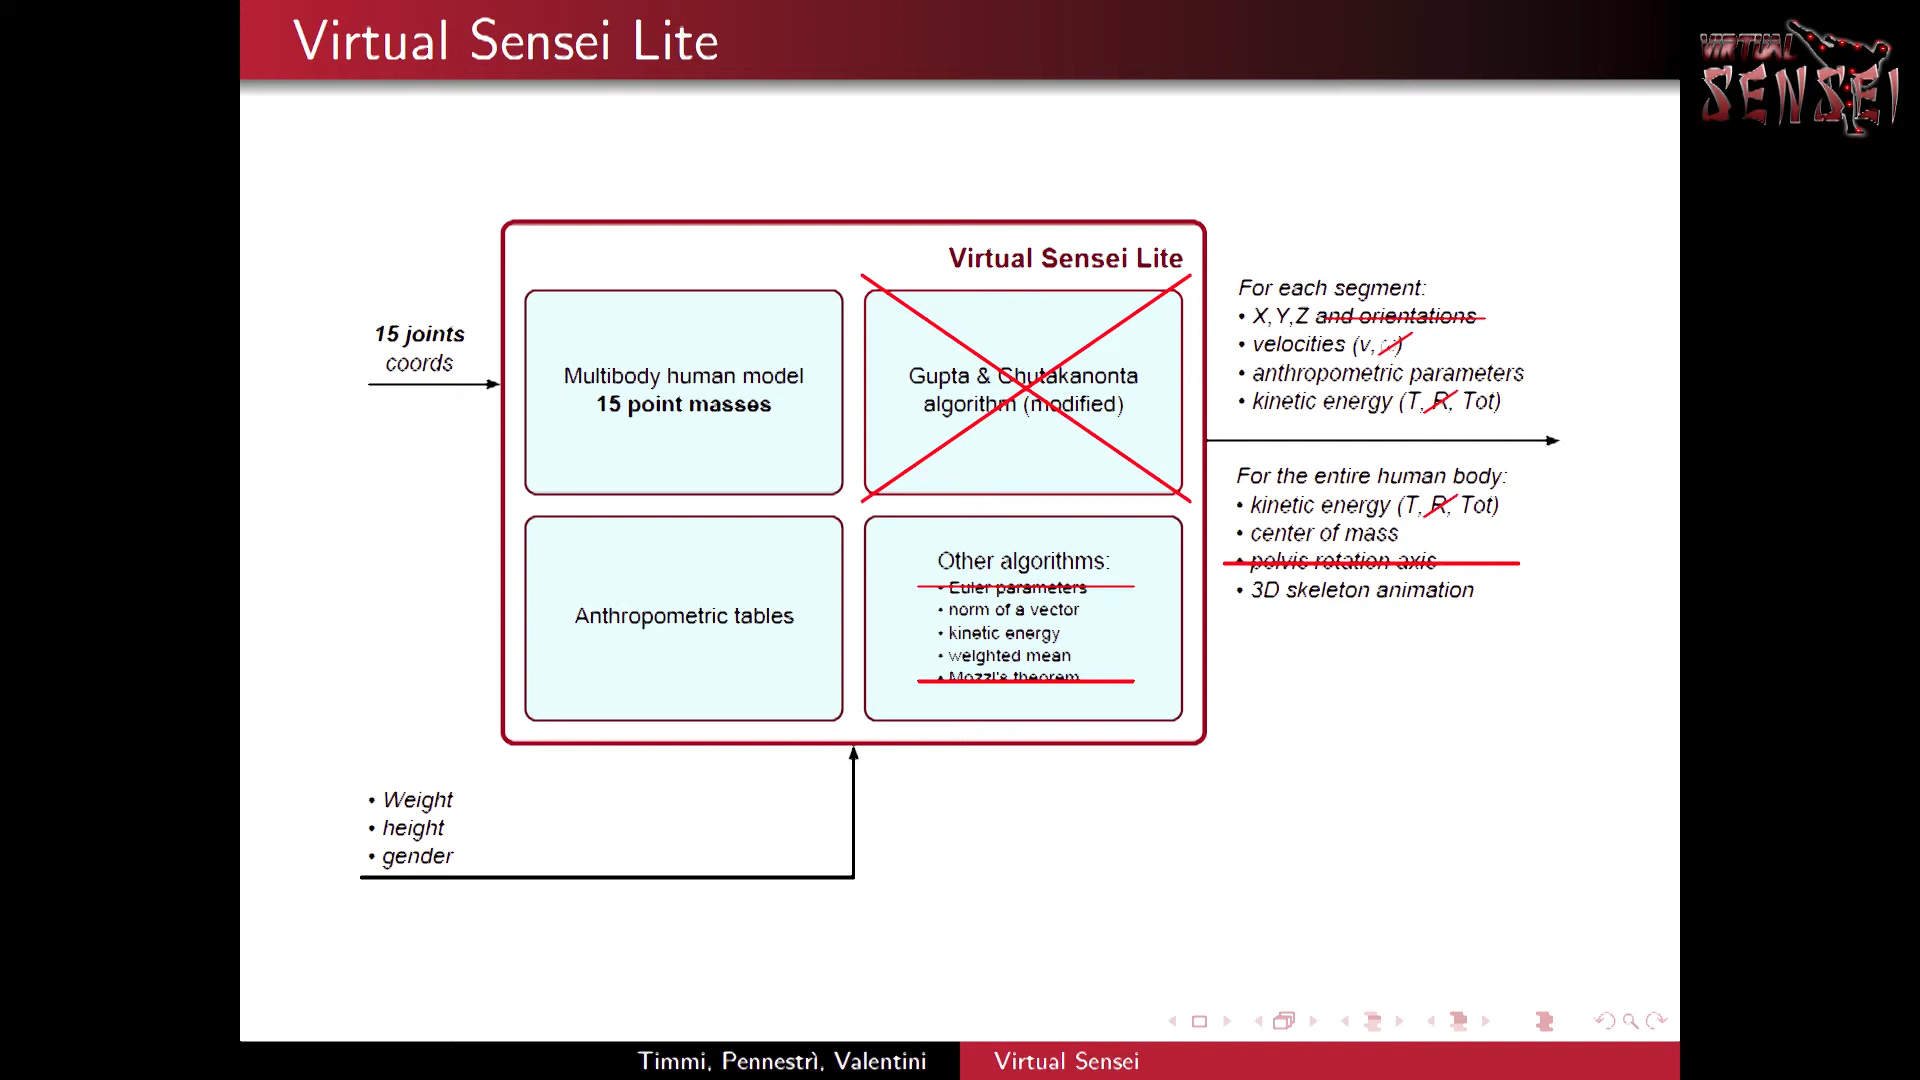 Virtual Sensei Lite
VIRTUAL
SENSEI
Virtual Sensei Lite
15 joints
coords
Multibody human model
15 point masses
Gupta & Chutakanonta
algorithm (modified)
Anthropometric tables
Other algorithms:
• Euler parameters
• norm of a vector
• kinetic energy
• weighted mean
• Mozzi's theorem
For each segment:
• X,Y,Z and orientations
• velocities (v, ω)
• anthropometric parameters
• kinetic energy (T, R, Tot)
For the entire human body:
• kinetic energy (T, R, Tot)
• center of mass
• pelvis rotation axis
• 3D skeleton animation
• Weight
• height
• gender
Timmi, Pennestrì, Valentini
Virtual Sensei